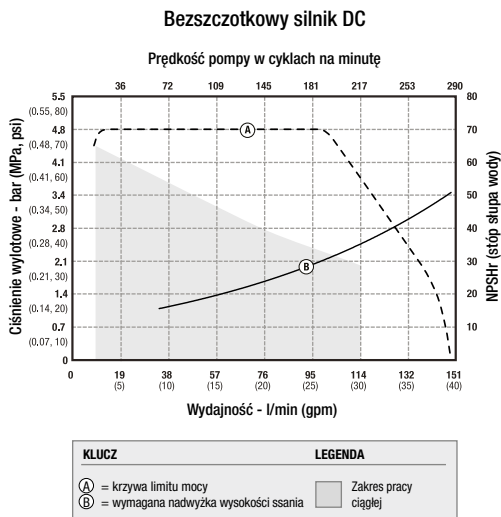 Bezszczotkowy silnik DC
Prędkość pompy w cyklach na minutę
36 72 109 145 181 217 253 290
Ciśnienie wylotowe - bar (MPa, psi)
5.5
(0.55, 80)
4.8
(0.48, 70)
4.1
(0.41, 60)
3.4
(0.34, 50)
2.8
(0.28, 40)
2.1
(0.21, 30)
1.4
(0.14, 20)
0.7
(0.07, 10)
0
A
B
80
70
60
50
40
30
20
10
NPSHr (stóp słupa wody)
0 19 38 57 76 95 114 132 151
(5) (10) (15) (20) (25) (30) (35) (40)
Wydajność - l/min (gpm)
KLUCZ LEGENDA
A = krzywa limitu mocy
B = wymagana nadwyżka wysokości ssania
Zakres pracy
ciągłej